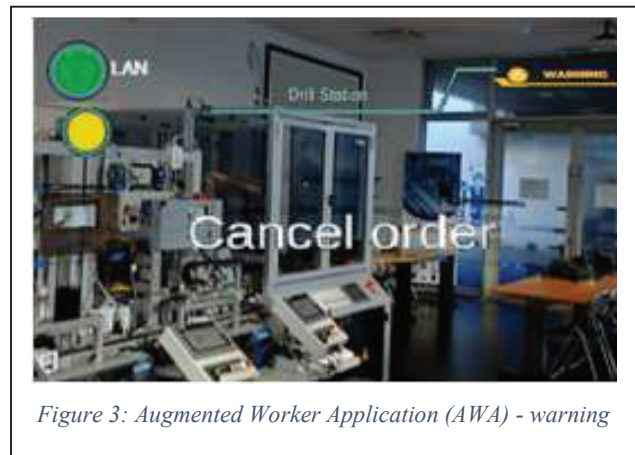 LAN
WARNING
Drill Station
Cancel order
Figure 3: Augmented Worker Application (AWA) - warning